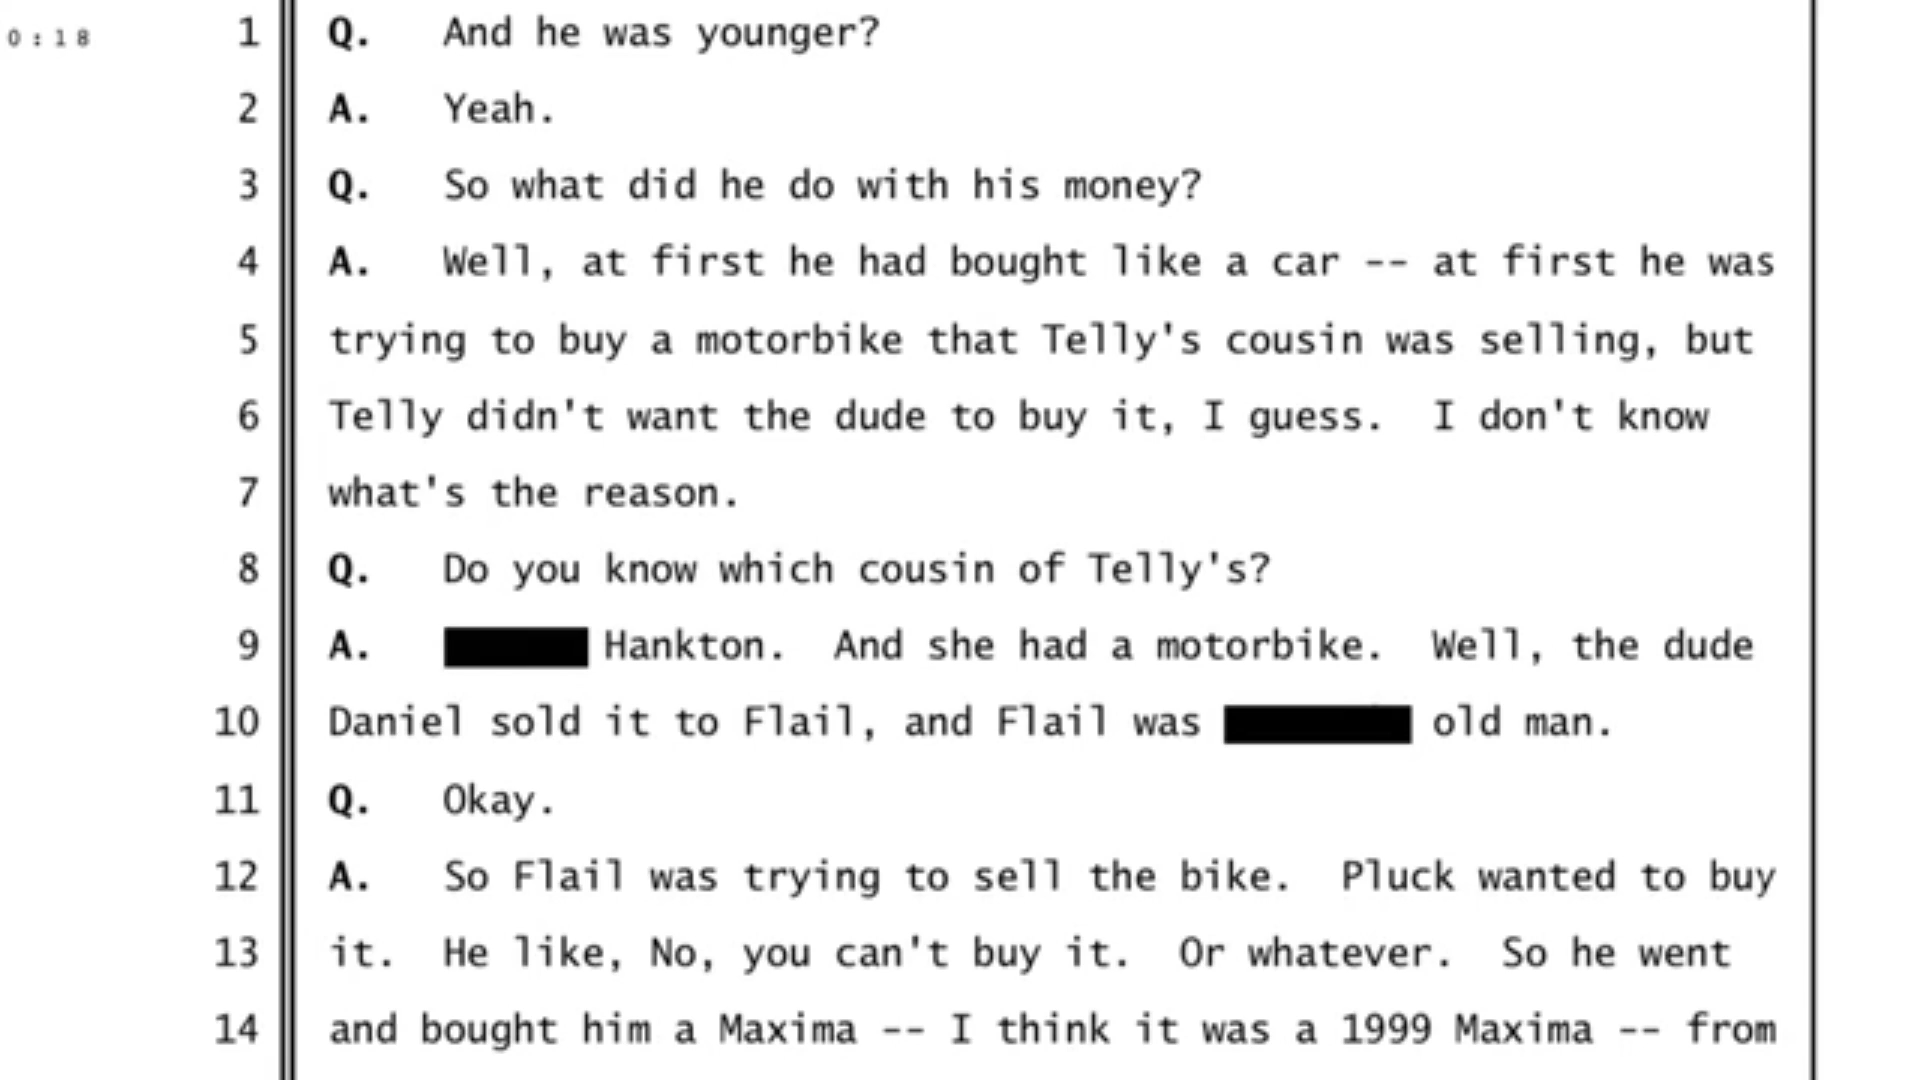 0:18
1 Q. And he was younger?
2 A. Yeah.
3 Q. So what did he do with his money?
4 A. Well, at first he had bought like a car -- at first he was
5 trying to buy a motorbike that Telly's cousin was selling, but
6 Telly didn't want the dude to buy it, I guess. I don't know
7 what's the reason.
8 Q. Do you know which cousin of Telly's?
9 A. Hankton. And she had a motorbike. Well, the dude
10 Daniel sold it to Flail, and Flail was old man.
11 Q. Okay.
12 A. So Flail was trying to sell the bike. Pluck wanted to buy
13 it. He like, No, you can't buy it. Or whatever. So he went
14 and bought him a Maxima -- I think it was a 1999 Maxima -- from